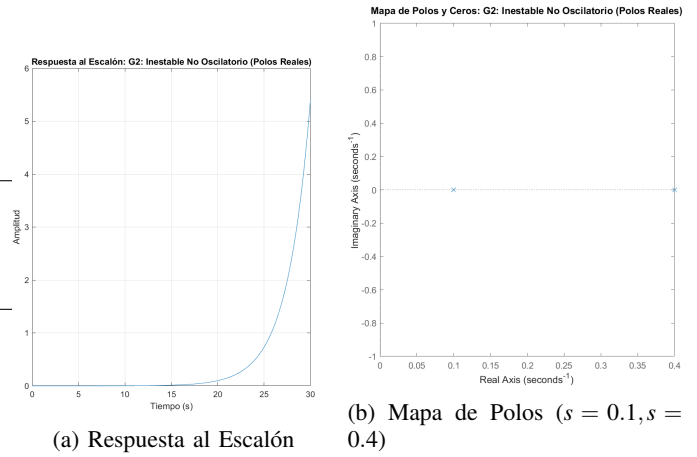 Respuesta al Escalón: G2: Inestable No Oscilatorio (Polos Reales)
6
5
4
3
2
1
0
Amplitud
0 5 10 15 20 25 30
Tiempo (s)
(a) Respuesta al Escalón
Mapa de Polos y Ceros: G2: Inestable No Oscilatorio (Polos Reales)
1
0.8
0.6
0.4
0.2
0
-0.2
-0.4
-0.6
-0.8
-1
Imaginary Axis (seconds⁻¹)
0 0.05 0.1 0.15 0.2 0.25 0.3 0.35 0.4
Real Axis (seconds⁻¹)
(b) Mapa de Polos (s = 0.1, s =
0.4)